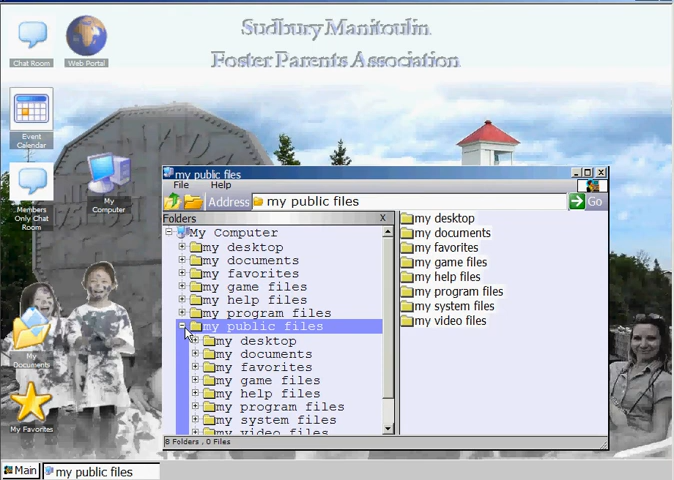 Sudbury Manitoulin
Foster Parents Association
Chat Room
Web Portal
Event
Calendar
Members
Only Chat
Room
My
Computer
My
Documents
My Favorites
my public files
File Help
Address my public files Go
Folders X
My Computer
my desktop
my documents
my favorites
my game files
my help files
my program files
my public files
my desktop
my documents
my favorites
my game files
my help files
my program files
my system files
my video files
my desktop
my documents
my favorites
my game files
my help files
my program files
my system files
my video files
8 Folders , 0 Files
Main my public files